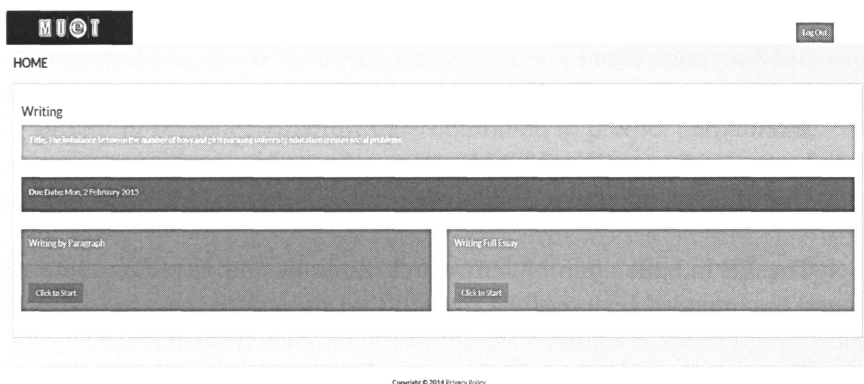 MU@T
Log Out
HOME
Writing
Title: The imbalance between the number of boys and girls pursuing university education creates social problems.
Due Date: Mon, 2 February 2015
Writing by Paragraph
Writing Full Essay
Click to Start
Click to Start
Copyright © 2014 Privacy Policy